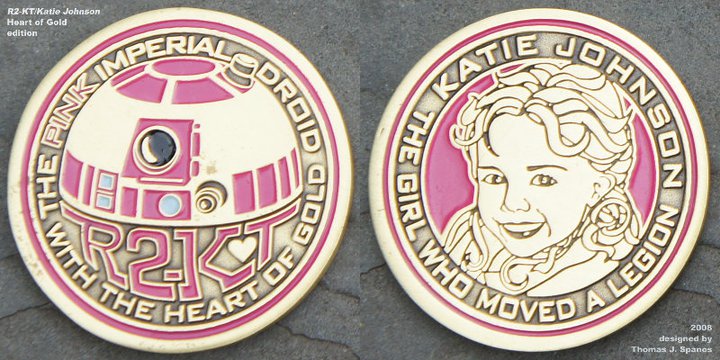 R2-KT/Katie Johnson
Heart of Gold
edition
THE PINK IMPERIAL DROID
R2-KT
WITH THE HEART OF GOLD
KATIE JOHNSON
THE GIRL WHO MOVED A LEGION
2008
designed by
Thomas J. Spanos